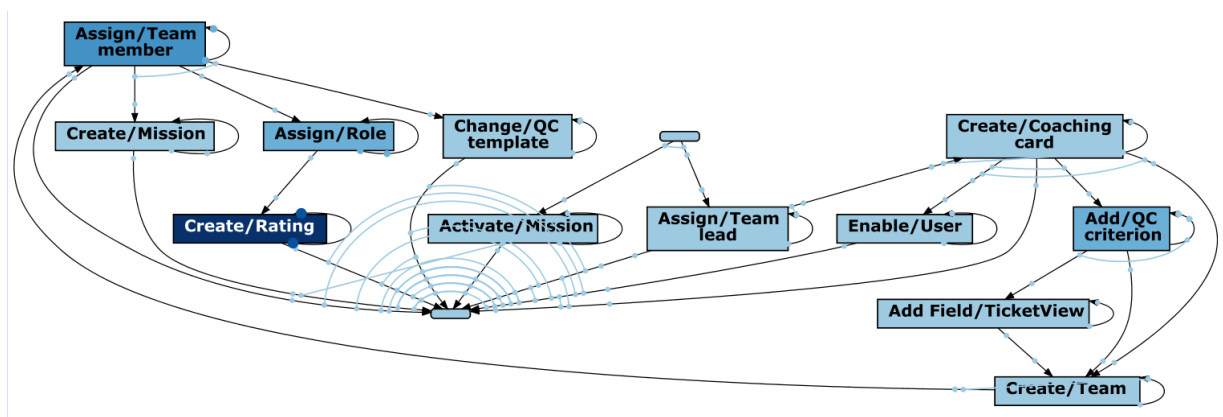 Assign/Team
member
Create/Mission
Assign/Role
Change/QC
template
Create/Coaching
card
Create/Rating
Activate/Mission
Assign/Team
lead
Enable/User
Add/QC
criterion
Add Field/TicketView
Create/Team